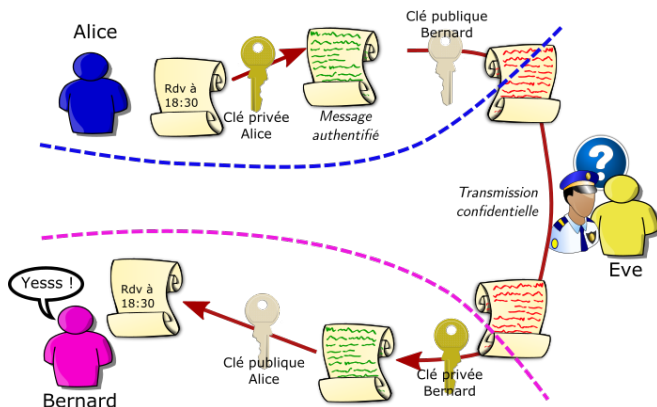 Alice
Clé publique
Bernard
Rdv à
18:30
Clé privée
Alice
Message
authentifié
Transmission
confidentielle
?
Eve
Yesss !
Rdv à
18:30
Clé publique
Alice
Clé privée
Bernard
Bernard